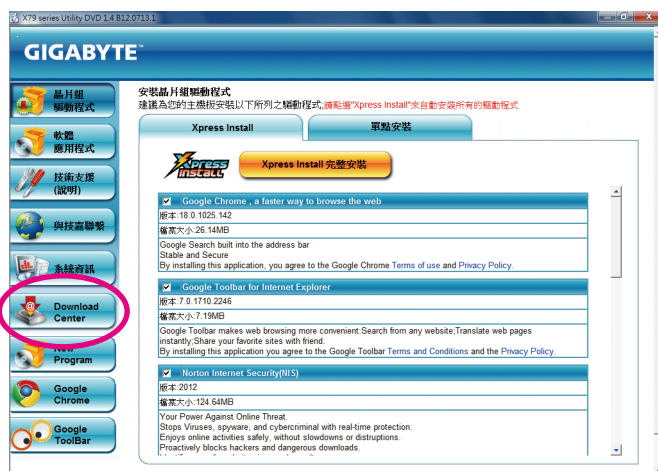 X79 series Utility DVD 1.4 B12.0713.1
GIGABYTE™
晶片組
驅動程式
軟體
應用程式
技術支援
(說明)
與技嘉聯繫
系統資訊
Download
Center
New
Program
Google
Chrome
Google
ToolBar
安裝晶片組驅動程式
建議為您的主機板安裝以下所列之驅動程式;請點選"Xpress Install"來自動安裝所有的驅動程式
Xpress Install
單點安裝
Xpress
INSTALL
Xpress Install 完整安裝
Google Chrome , a faster way to browse the web
版本:18.0.1025.142
檔案大小:26.14MB
Google Search built into the address bar
Stable and Secure
By installing this application, you agree to the Google Chrome Terms of use and Privacy Policy.
Google Toolbar for Internet Explorer
版本:7.0.1710.2246
檔案大小:7.19MB
Google Toolbar makes web browsing more convenient:Search from any website;Translate web pages
instantly;Share your favorite sites with friend.
By installing this application you agree to the Google Toolbar Terms and Conditions and the Privacy Policy.
Norton Internet Security(NIS)
版本:2012
檔案大小:124.64MB
Your Power Against Online Threat.
Stops Viruses, spyware, and cybercriminal with real-time protection.
Enjoys online activities safely, without slowdowns or distruptions.
Proactively blocks hackers and dangerous downloads.